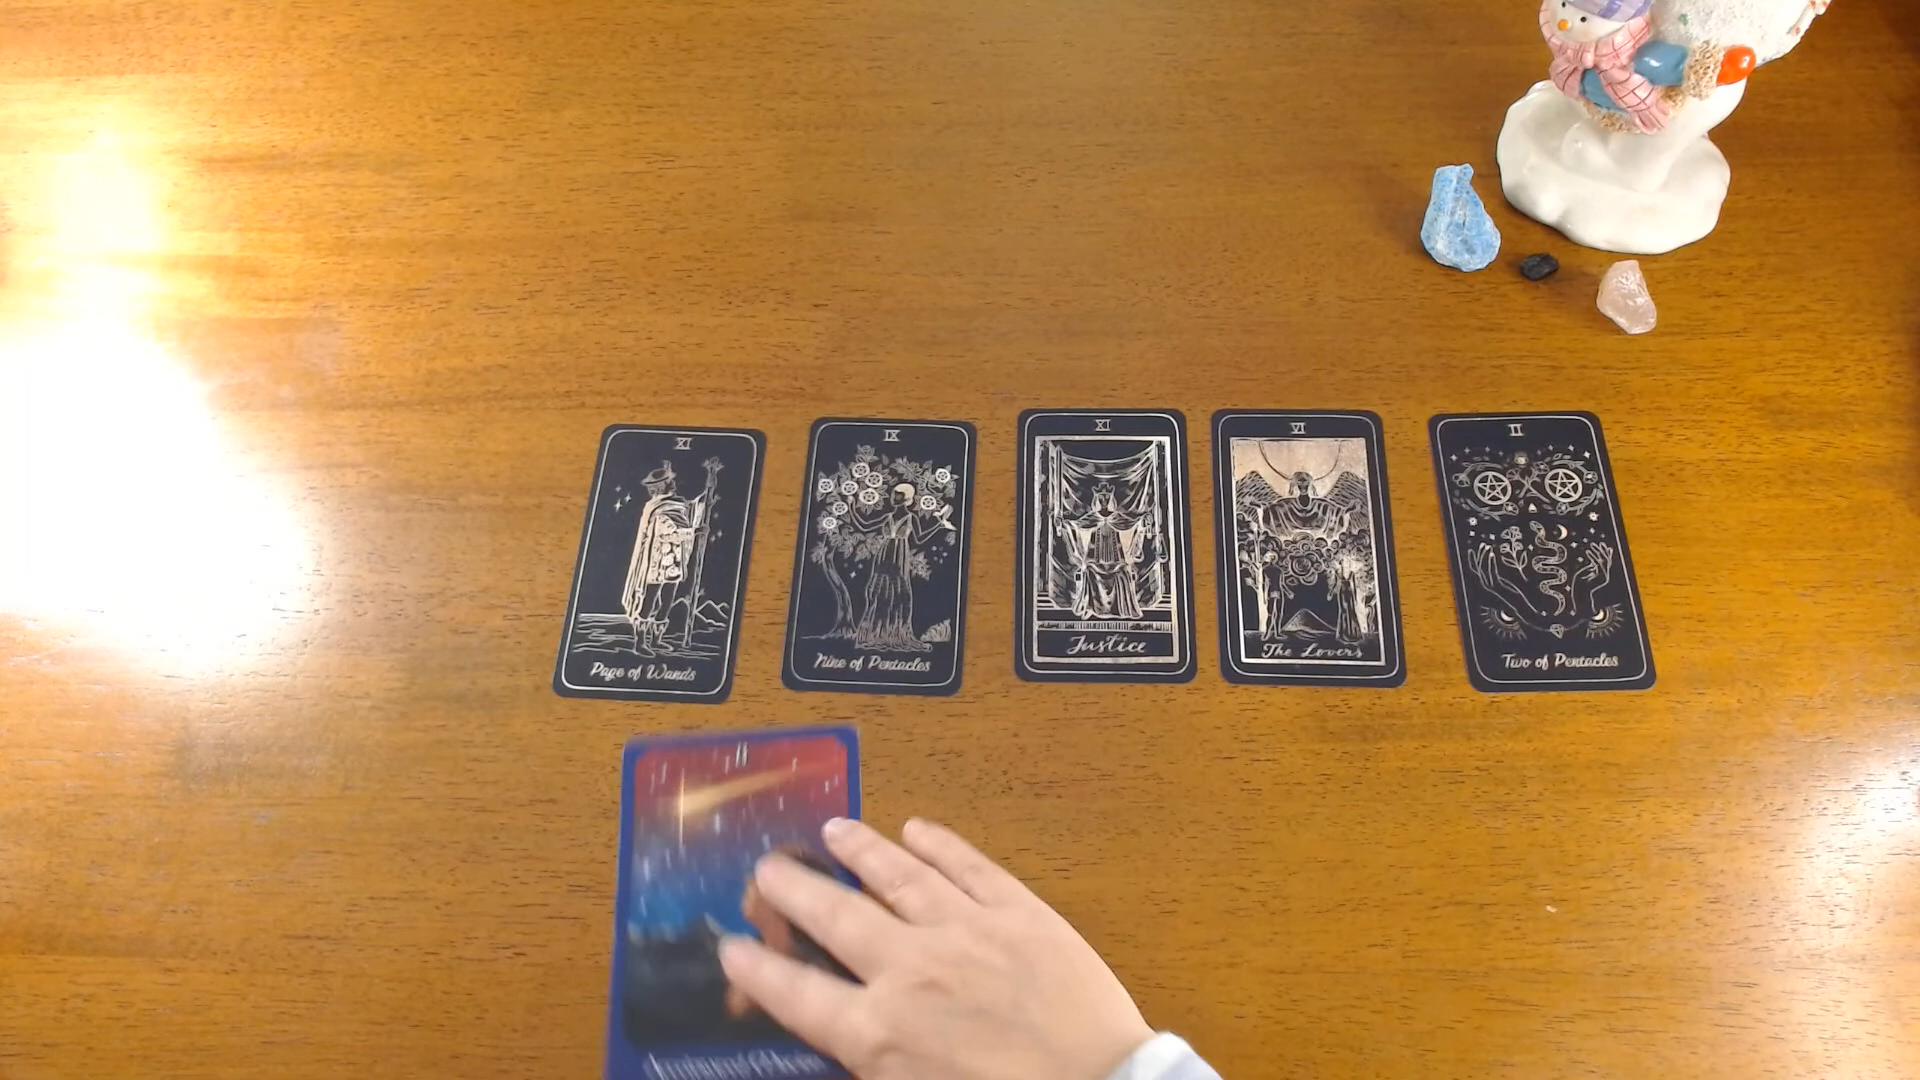 XI
Page of Wands
IX
Nine of Pentacles
XI
Justice
VI
The Lovers
II
Two of Pentacles